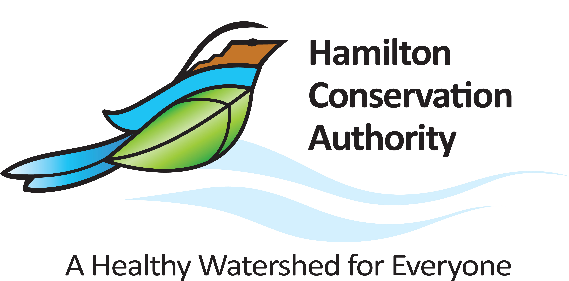 Hamilton
Conservation
Authority
A Healthy Watershed for Everyone